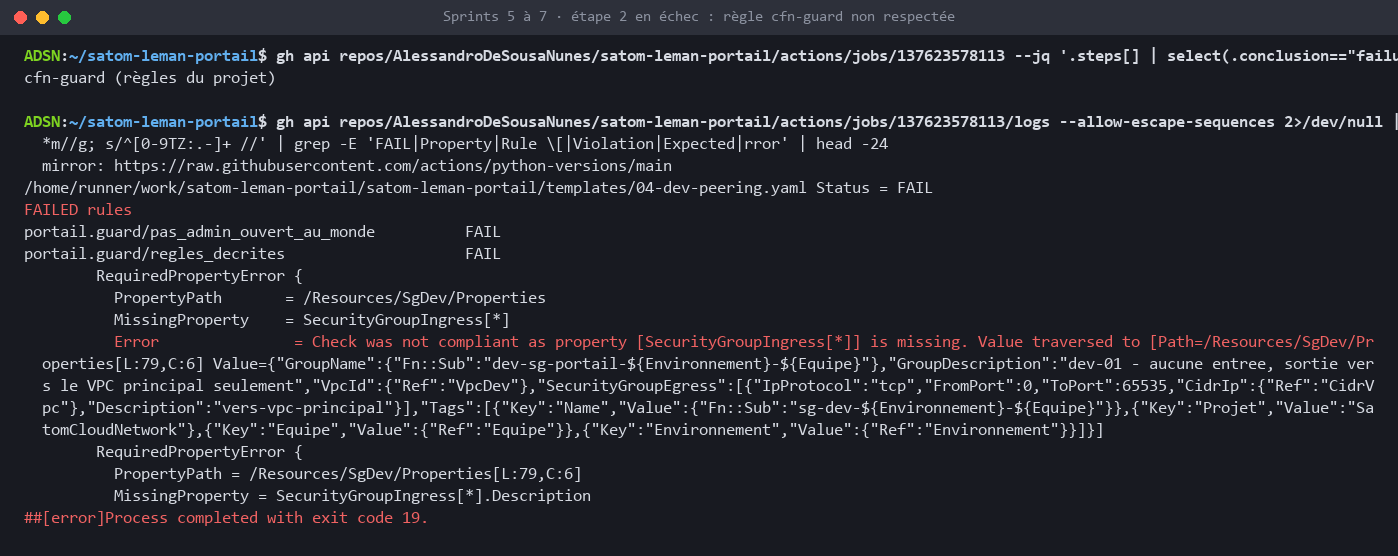 Sprints 5 à 7 · étape 2 en échec : règle cfn-guard non respectée
ADSN:~/satom-leman-portail$ gh api repos/AlessandroDeSousaNunes/satom-leman-portail/actions/jobs/137623578113 --jq '.steps[] | select(.conclusion=="failu
cfn-guard (règles du projet)
ADSN:~/satom-leman-portail$ gh api repos/AlessandroDeSousaNunes/satom-leman-portail/actions/jobs/137623578113/logs --allow-escape-sequences 2>/dev/null |
*m//g; s/^[0-9TZ:.-]+ //' | grep -E 'FAIL|Property|Rule \[|Violation|Expected|rror' | head -24
mirror: https://raw.githubusercontent.com/actions/python-versions/main
/home/runner/work/satom-leman-portail/satom-leman-portail/templates/04-dev-peering.yaml Status = FAIL
FAILED rules
portail.guard/pas_admin_ouvert_au_monde          FAIL
portail.guard/regles_decrites                    FAIL
RequiredPropertyError {
PropertyPath       = /Resources/SgDev/Properties
MissingProperty    = SecurityGroupIngress[*]
Error               = Check was not compliant as property [SecurityGroupIngress[*]] is missing. Value traversed to [Path=/Resources/SgDev/Pr
operties[L:79,C:6] Value={"GroupName":{"Fn::Sub":"dev-sg-portail-${Environnement}-${Equipe}"},"GroupDescription":"dev-01 - aucune entree, sortie ver
s le VPC principal seulement","VpcId":{"Ref":"VpcDev"},"SecurityGroupEgress":[{"IpProtocol":"tcp","FromPort":0,"ToPort":65535,"CidrIp":{"Ref":"CidrV
pc"},"Description":"vers-vpc-principal"}],"Tags":[{"Key":"Name","Value":{"Fn::Sub":"sg-dev-${Environnement}-${Equipe}"}},{"Key":"Projet","Value":"Sa
tomCloudNetwork"},{"Key":"Equipe","Value":{"Ref":"Equipe"}},{"Key":"Environnement","Value":{"Ref":"Environnement"}}]}]
RequiredPropertyError {
PropertyPath = /Resources/SgDev/Properties[L:79,C:6]
MissingProperty = SecurityGroupIngress[*].Description
##[error]Process completed with exit code 19.